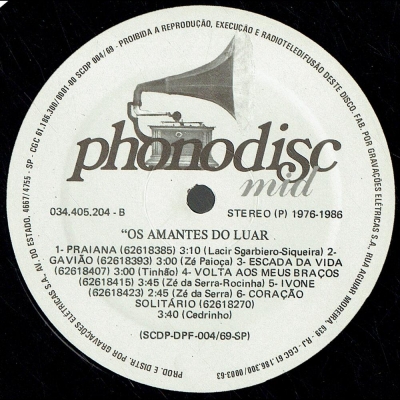 PROIBIDA A REPRODUÇÃO, EXECUÇÃO E RADIOTELEDIFUSÃO DESTE DISCO. FAB. POR GRAVAÇÕES ELÉTRICAS S.A., RUA AGUIAR MOREIRA, 639 - RJ - CGC 61.186.300/0003-63
PROD. E DISTR. POR GRAVAÇÕES ELÉTRICAS S.A. AV. DO ESTADO, 4667/4755 - SP - CGC 61.186.300/0001-00 SCDP 004/69 -
phonodisc
mid
034.405.204 - B
STEREO (P) 1976-1986
"OS AMANTES DO LUAR
1- PRAIANA (62618385) 3:10 (Lacir Sgarbiero-Siqueira) 2-
GAVIÃO (62618393) 3:00 (Zé Paioça) 3- ESCADA DA VIDA
(62618407) 3:00 (Tinhão) 4- VOLTA AOS MEUS BRAÇOS
(62618415) 3:45 (Zé da Serra-Rocinha) 5- IVONE
(62618423) 2:45 (Zé da Serra) 6- CORAÇÃO
SOLITÁRIO (62618270)
3:40 (Cedrinho)
(SCDP-DPF-004/69-SP)